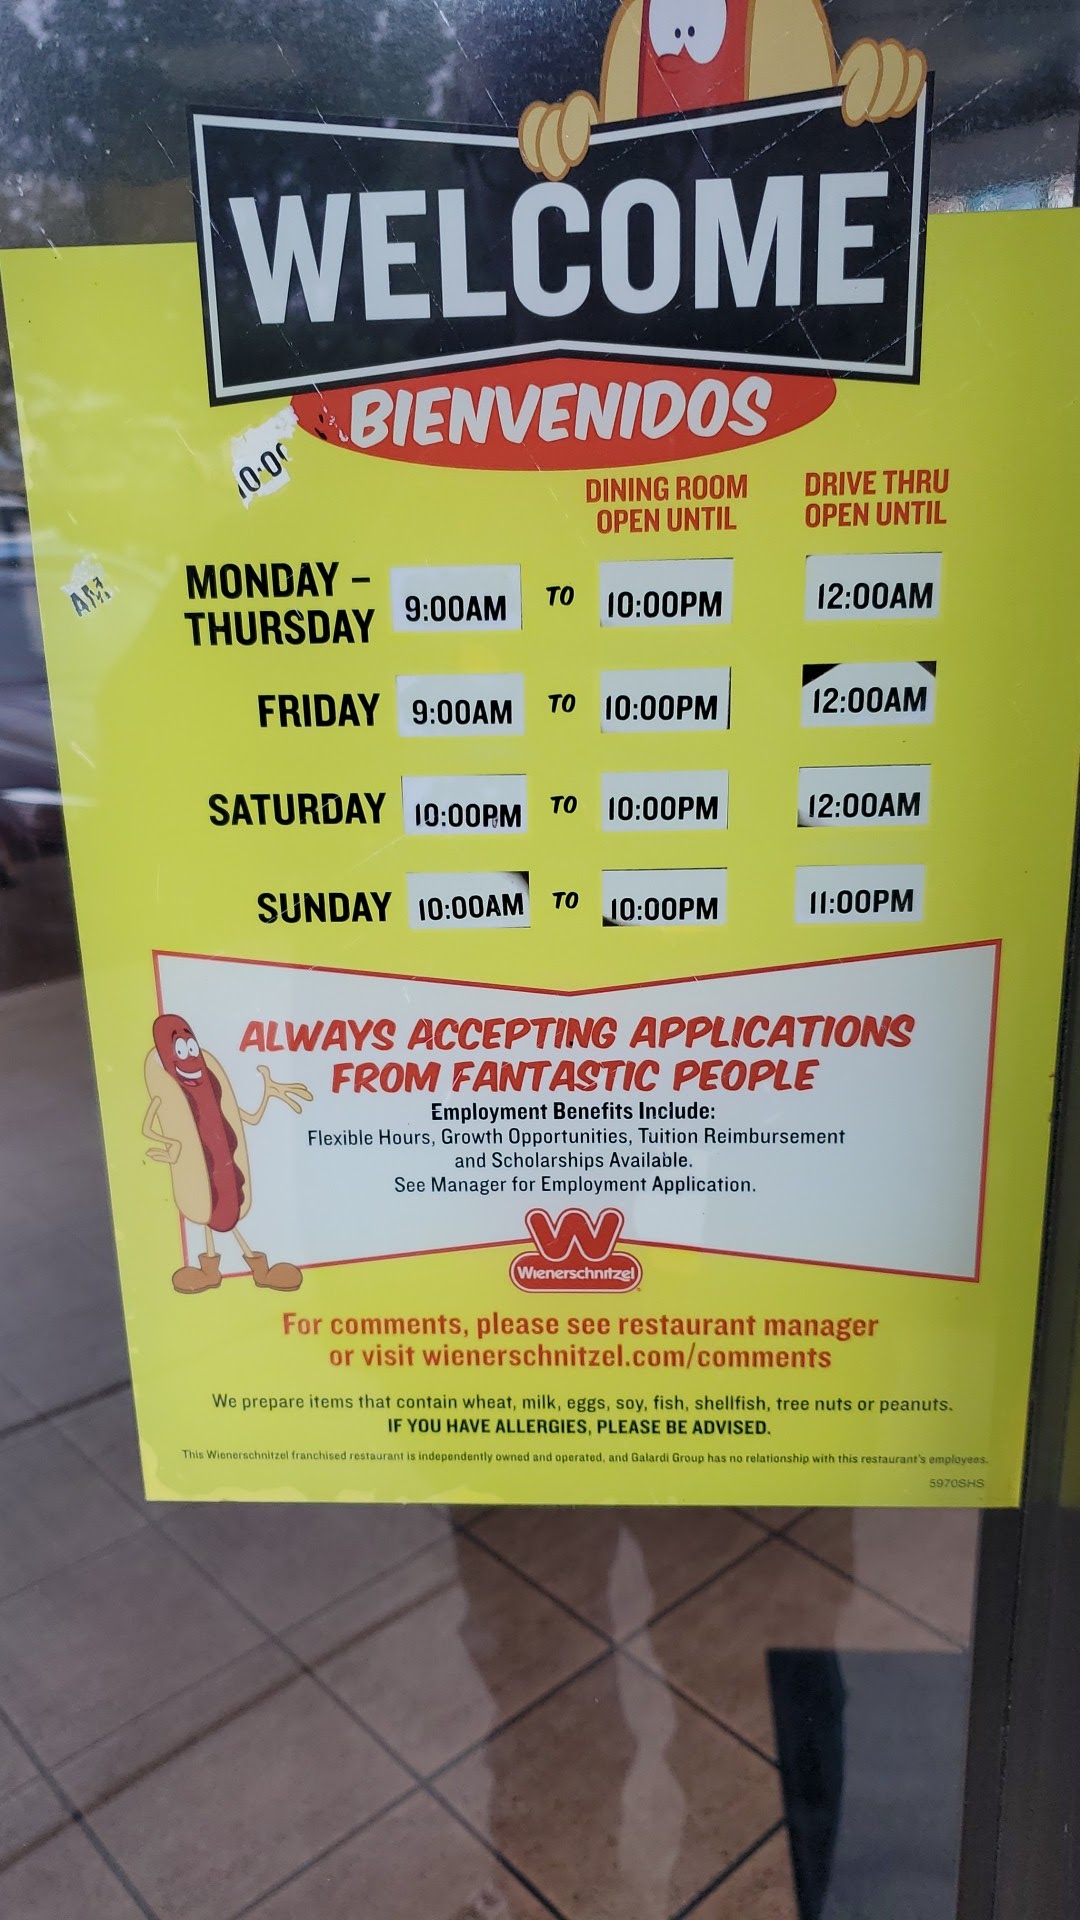 WELCOME
BIENVENIDOS
10:00
AM
DINING ROOM
OPEN UNTIL
DRIVE THRU
OPEN UNTIL
MONDAY –
THURSDAY 9:00AM TO 10:00PM 12:00AM
FRIDAY 9:00AM TO 10:00PM 12:00AM
SATURDAY 10:00PM TO 10:00PM 12:00AM
SUNDAY 10:00AM TO 10:00PM 11:00PM
ALWAYS ACCEPTING APPLICATIONS
FROM FANTASTIC PEOPLE
Employment Benefits Include:
Flexible Hours, Growth Opportunities, Tuition Reimbursement
and Scholarships Available.
See Manager for Employment Application.
W
Wienerschnitzel
For comments, please see restaurant manager
or visit wienerschnitzel.com/comments
We prepare items that contain wheat, milk, eggs, soy, fish, shellfish, tree nuts or peanuts.
IF YOU HAVE ALLERGIES, PLEASE BE ADVISED.
This Wienerschnitzel franchised restaurant is independently owned and operated, and Galardi Group has no relationship with this restaurant's employees.
5970SHS